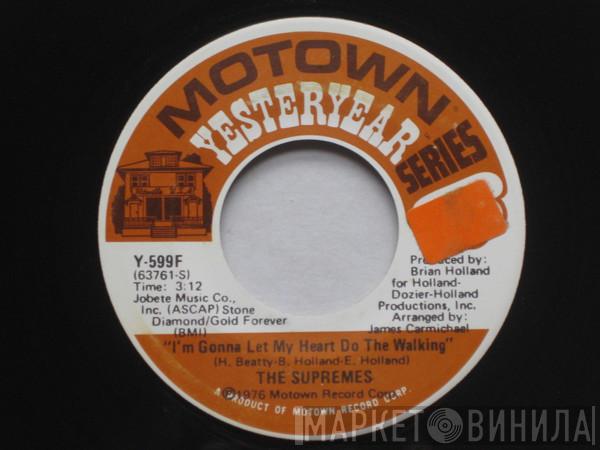 MOTOWN
YESTERYEAR
SERIES
Y-599F
(63761-S)
Time: 3:12
Jobete Music Co.,
Inc. (ASCAP) Stone
Diamond/Gold Forever
(BMI)
Produced by:
Brian Holland
for Holland-
Dozier-Holland
Productions, Inc.
Arranged by:
James Carmichael
"I'm Gonna Let My Heart Do The Walking"
(H. Beatty-B. Holland-E. Holland)
THE SUPREMES
℗1976 Motown Record Corp.
A PRODUCT OF MOTOWN RECORD CORP.
МАРКЕТ ВИНИЛА